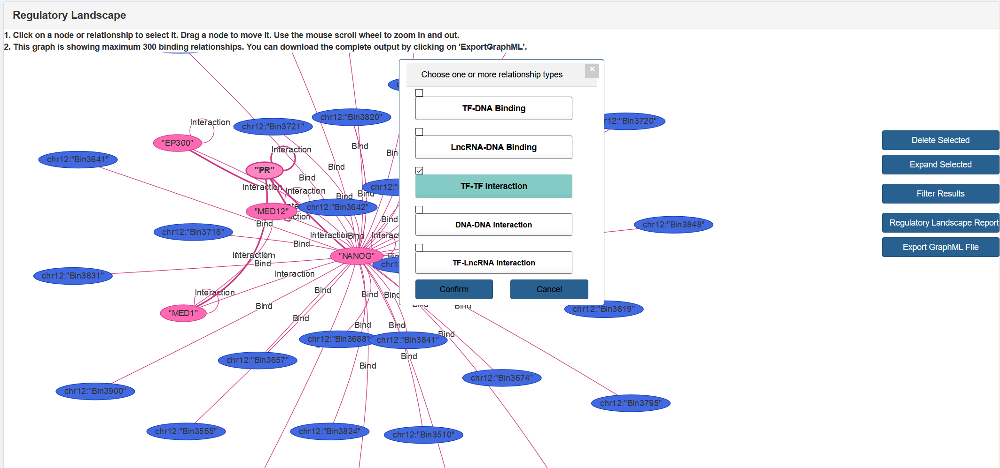 Regulatory Landscape
1. Click on a node or relationship to select it. Drag a node to move it. Use the mouse scroll wheel to zoom in and out.
2. This graph is showing maximum 300 binding relationships. You can download the complete output by clicking on 'ExportGraphML'.
Choose one or more relationship types
×
TF-DNA Binding
LncRNA-DNA Binding
TF-TF Interaction
DNA-DNA Interaction
TF-LncRNA Interaction
Confirm
Cancel
Delete Selected
Expand Selected
Filter Results
Regulatory Landscape Report
Export GraphML File
chr12:"Bin3820"
chr12:"Bin3721"
Interaction
"EP300"
Bind
Interaction
chr12:"Bin3641"
"PR"
Bind
Bind
Interaction
Interaction
Bind
Bind
chr12:"Bin3642"
"MED12"
Bind
Bind
chr12:"Bin3716"
Interaction
Bind
Bind
"NANOG"
Interaction
Bind
chr12:"Bin3831"
Interaction
Bind
Bind
Interaction
Bind
"MED1"
Bind
Bind
Bind
Bind
chr12:"Bin3688"
chr12:"Bin3841"
Bind
Bind
chr12:"Bin3657"
Bind
chr12:"Bin3900"
chr12:"Bin3555"
chr12:"Bin3824"
chr12:"Bin3510"
chr12:"Bin3674"
chr12:"Bin3795"
chr12:"Bin3819"
chr12:"Bin3848"
r12:"Bin3720"